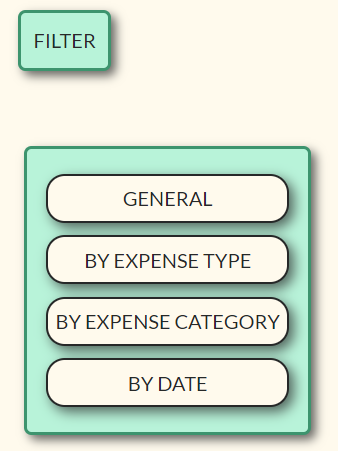 FILTER
GENERAL
BY EXPENSE TYPE
BY EXPENSE CATEGORY
BY DATE